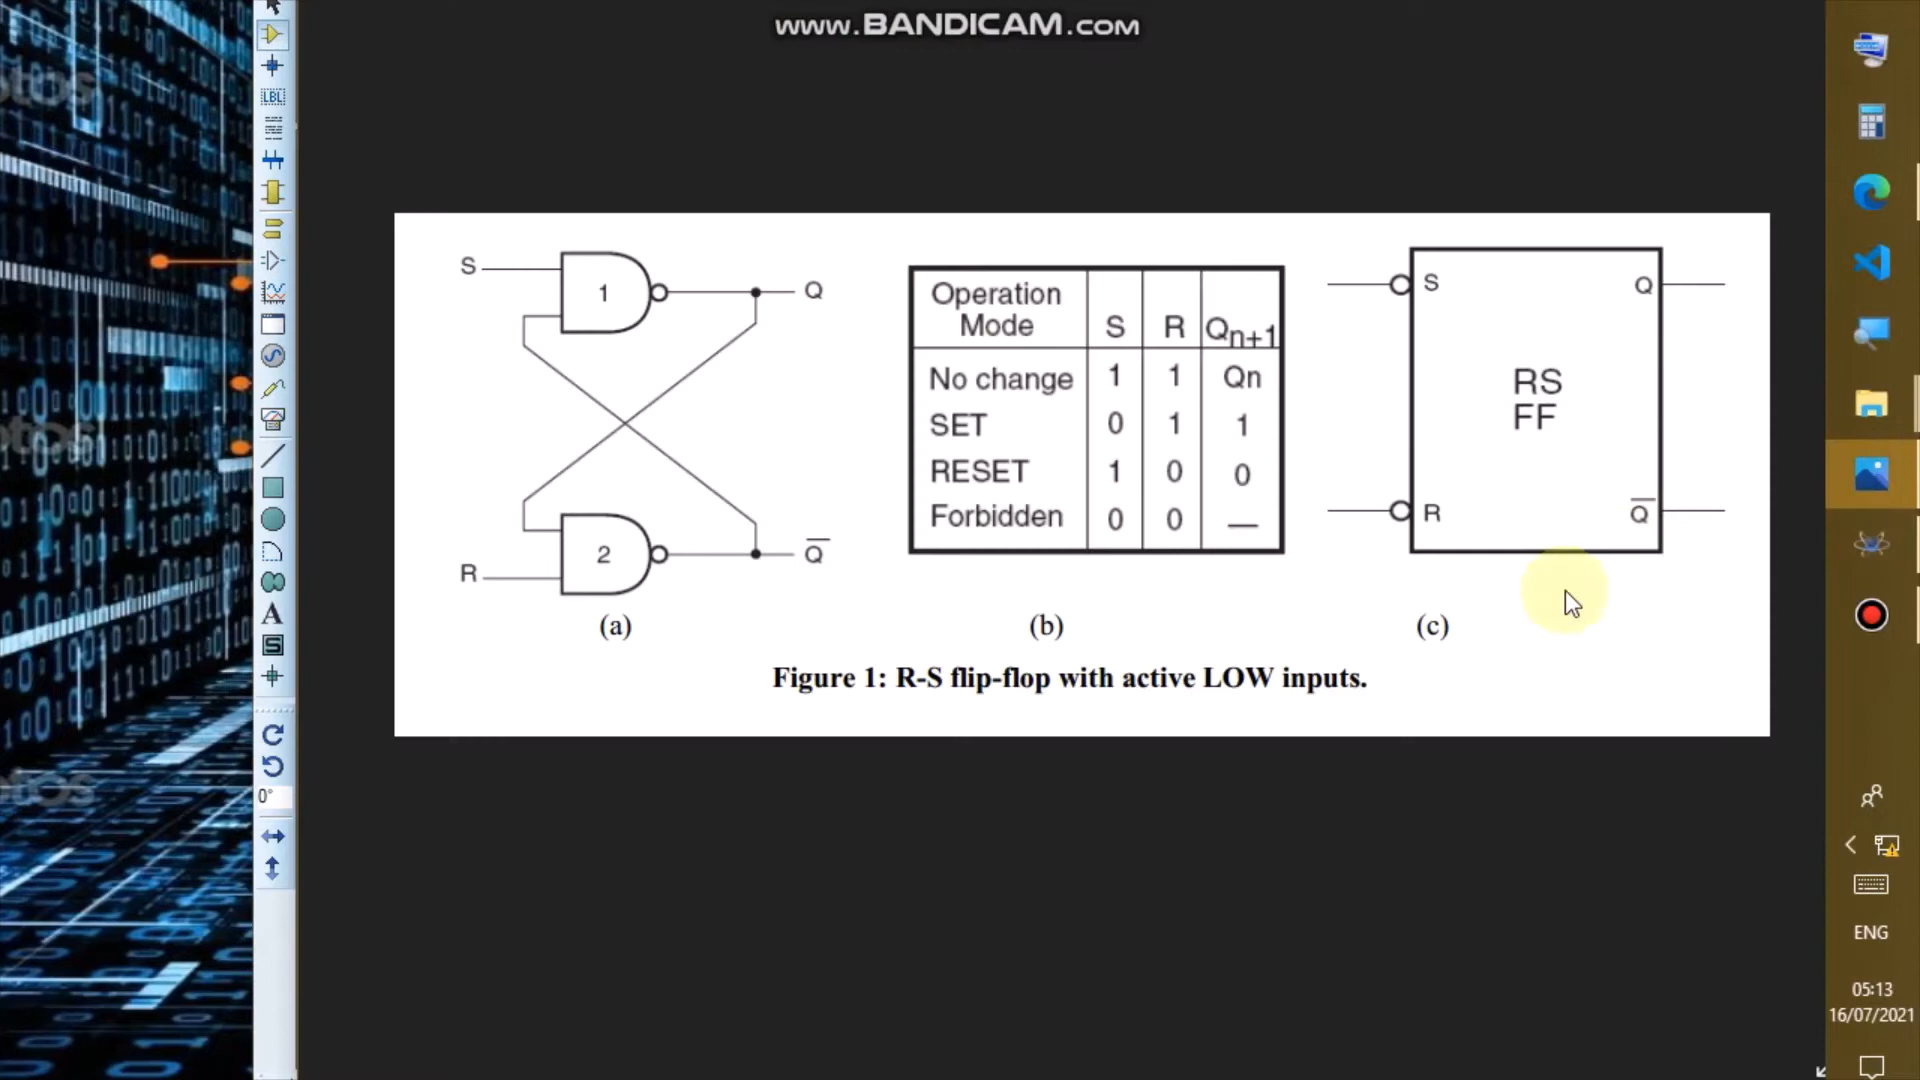 www.BANDICAM.com
LBL
A
S
0°
S
1
Q
R
2
Q̅
(a)
Operation Mode S R Qn+1
No change 1 1 Qn
SET 0 1 1
RESET 1 0 0
Forbidden 0 0 —
(b)
S
Q
RS
FF
R
Q̅
(c)
Figure 1: R-S flip-flop with active LOW inputs.
ENG
05:13
16/07/2021